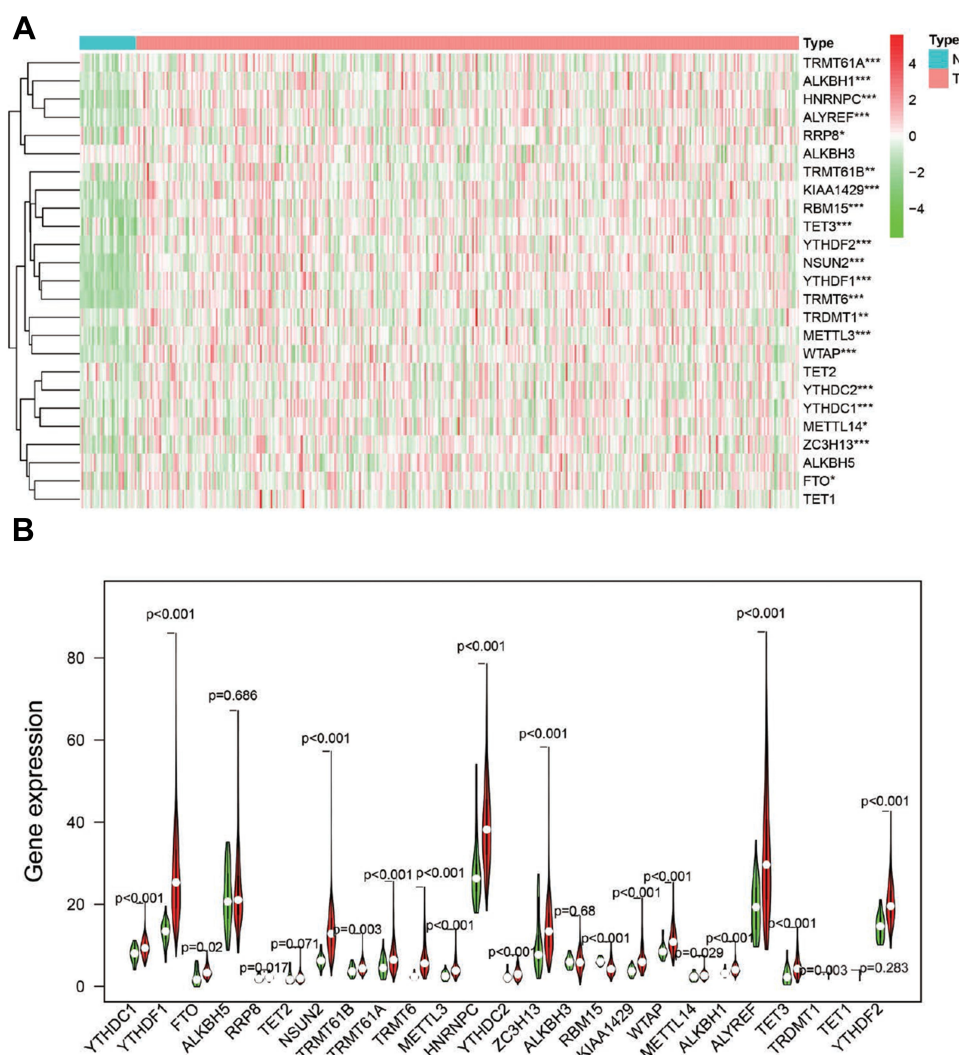 A
Type
TRMT61A***
ALKBH1***
HNRNPC***
ALYREF***
RRP8*
ALKBH3
TRMT61B**
KIAA1429***
RBM15***
TET3***
YTHDF2***
NSUN2***
YTHDF1***
TRMT6***
TRDMT1**
METTL3***
WTAP***
TET2
YTHDC2***
YTHDC1***
METTL14*
ZC3H13***
ALKBH5
FTO*
TET1
4
2
0
−2
−4
Type
N
T
B
Gene expression
80
60
40
20
0
p<0.001
p<0.001
p=0.02
p=0.686
p=0.017
p=0.071
p<0.001
p=0.003
p<0.001
p<0.001
p<0.001
p<0.001
p<0.001
p<0.001
p=0.68
p<0.001
p<0.001
p<0.001
p=0.029
p<0.001
p<0.001
p<0.001
p=0.003
p=0.283
p<0.001
YTHDC1
YTHDF1
FTO
ALKBH5
RRP8
TET2
NSUN2
TRMT61B
TRMT61A
TRMT6
METTL3
HNRNPC
YTHDC2
ZC3H13
ALKBH3
RBM15
KIAA1429
WTAP
METTL14
ALKBH1
ALYREF
TET3
TRDMT1
TET1
YTHDF2